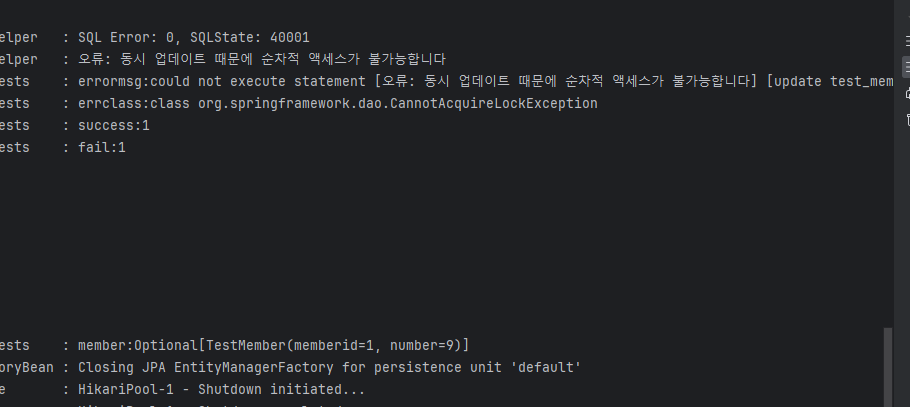 elper : SQL Error: 0, SQLState: 40001
elper : 오류: 동시 업데이트 때문에 순차적 액세스가 불가능합니다
ests : errormsg:could not execute statement [오류: 동시 업데이트 때문에 순차적 액세스가 불가능합니다] [update test_mem
ests : errclass:class org.springframework.dao.CannotAcquireLockException
ests : success:1
ests : fail:1
ests : member:Optional[TestMember(memberid=1, number=9)]
oryBean : Closing JPA EntityManagerFactory for persistence unit 'default'
e : HikariPool-1 - Shutdown initiated...